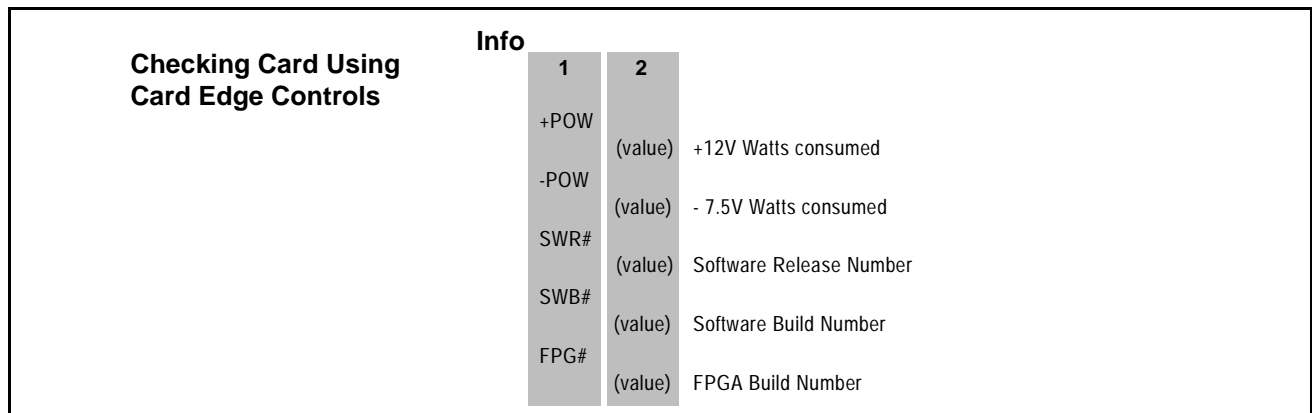 Checking Card Using
Card Edge Controls
Info
1 2
+POW
(value) +12V Watts consumed
-POW
(value) - 7.5V Watts consumed
SWR#
(value) Software Release Number
SWB#
(value) Software Build Number
FPG#
(value) FPGA Build Number